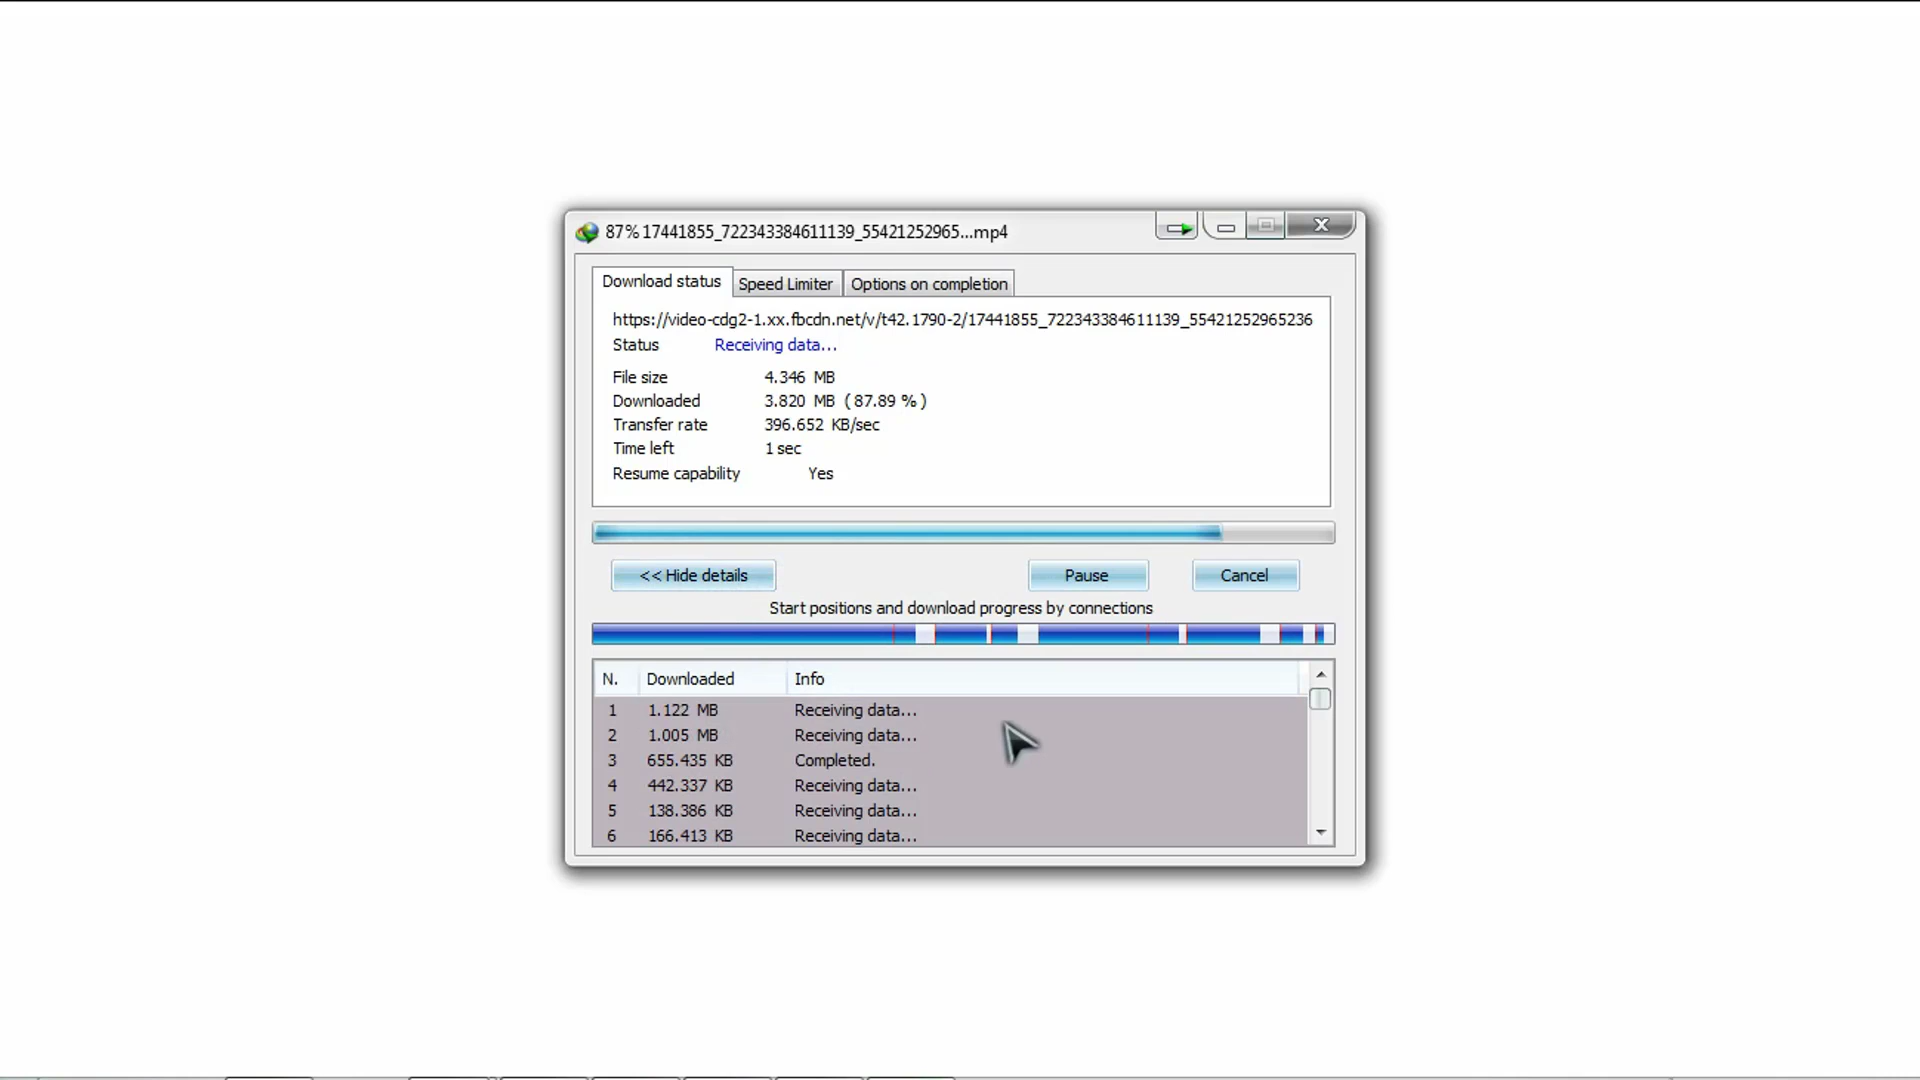 87% 17441855_722343384611139_55421252965...mp4
Download status Speed Limiter Options on completion
https://video-cdg2-1.xx.fbcdn.net/v/t42.1790-2/17441855_722343384611139_55421252965236
Status Receiving data...
File size 4.346 MB
Downloaded 3.820 MB ( 87.89 % )
Transfer rate 396.652 KB/sec
Time left 1 sec
Resume capability Yes
<< Hide details Pause Cancel
Start positions and download progress by connections
N. Downloaded Info
1 1.122 MB Receiving data...
2 1.005 MB Receiving data...
3 655.435 KB Completed.
4 442.337 KB Receiving data...
5 138.386 KB Receiving data...
6 166.413 KB Receiving data...